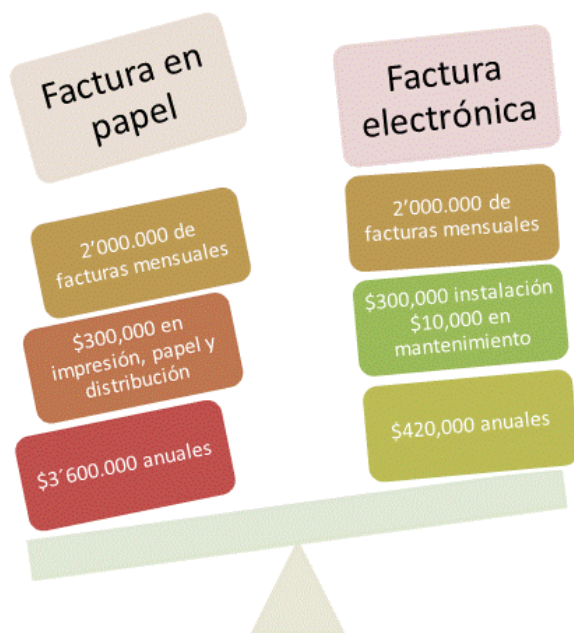 Factura en
papel
2’000.000 de
facturas mensuales
$300,000 en
impresión, papel y
distribución
$3´600.000 anuales
Factura
electrónica
2’000.000 de
facturas mensuales
$300,000 instalación
$10,000 en
mantenimiento
$420,000 anuales